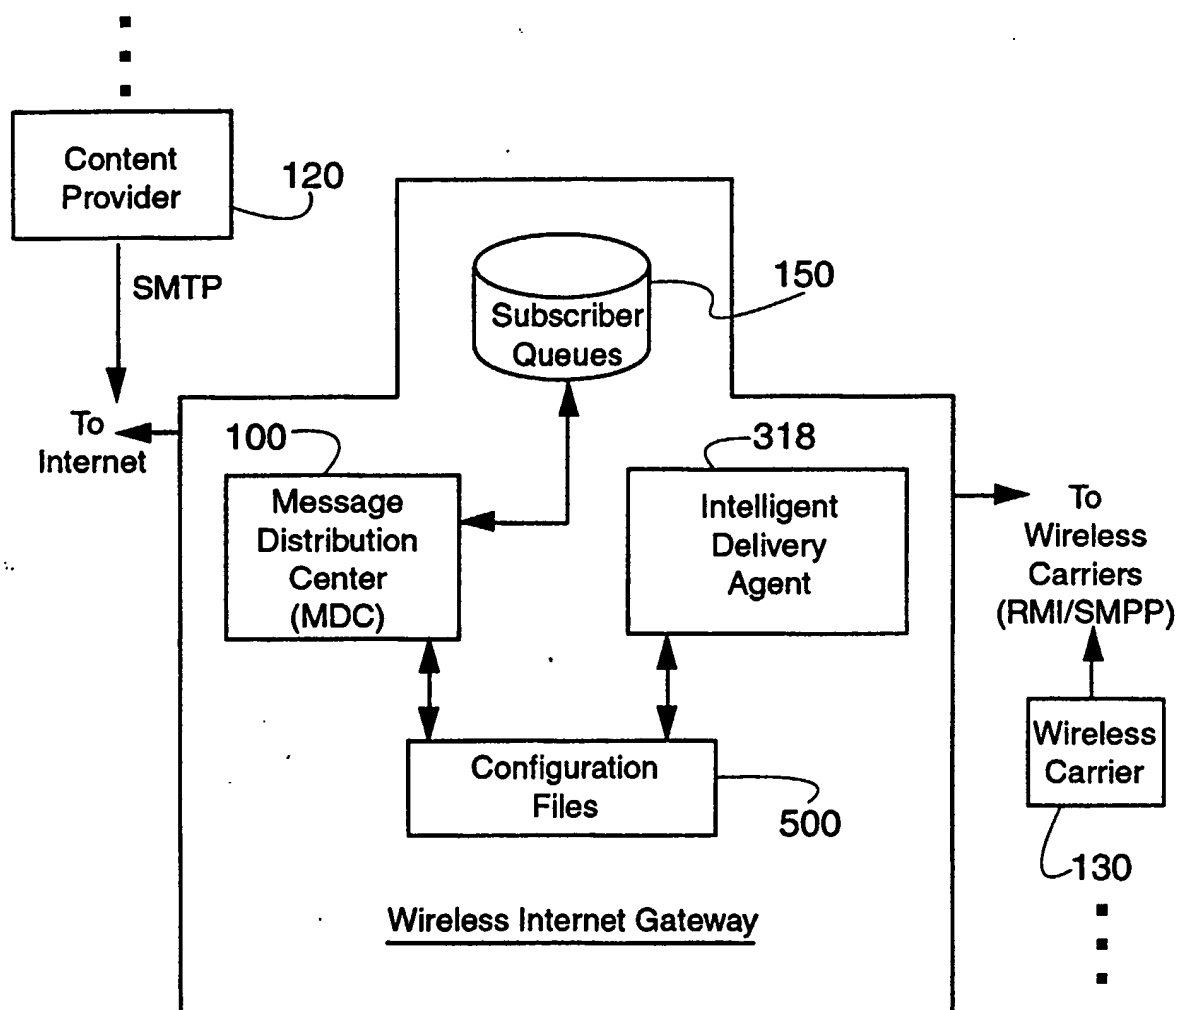 Content
Provider
120
SMTP
To
Internet
Subscriber
Queues
150
100
Message
Distribution
Center
(MDC)
318
Intelligent
Delivery
Agent
To
Wireless
Carriers
(RMI/SMPP)
Wireless
Carrier
130
Configuration
Files
500
Wireless Internet Gateway